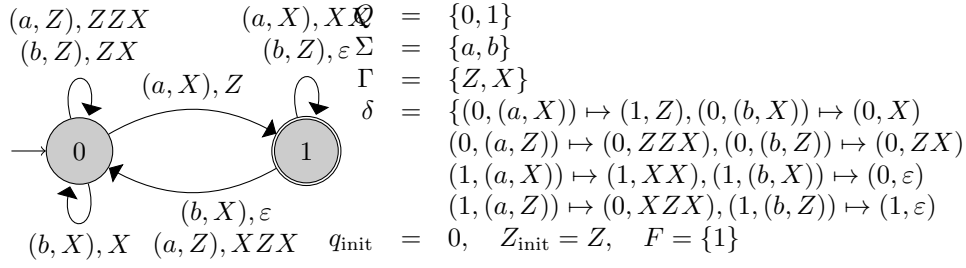 (a, Z), ZZX
(b, Z), ZX
(a, X), XX
(b, Z), ε
(a, X), Z
0
1
(b, X), ε
(b, X), X
(a, Z), XZX
Q = {0, 1}
Σ = {a, b}
Γ = {Z, X}
δ = {(0, (a, X)) ↦ (1, Z), (0, (b, X)) ↦ (0, X)
(0, (a, Z)) ↦ (0, ZZX), (0, (b, Z)) ↦ (0, ZX)
(1, (a, X)) ↦ (1, XX), (1, (b, X)) ↦ (0, ε)
(1, (a, Z)) ↦ (0, XZX), (1, (b, Z)) ↦ (1, ε)
q_init = 0, Z_init = Z, F = {1}